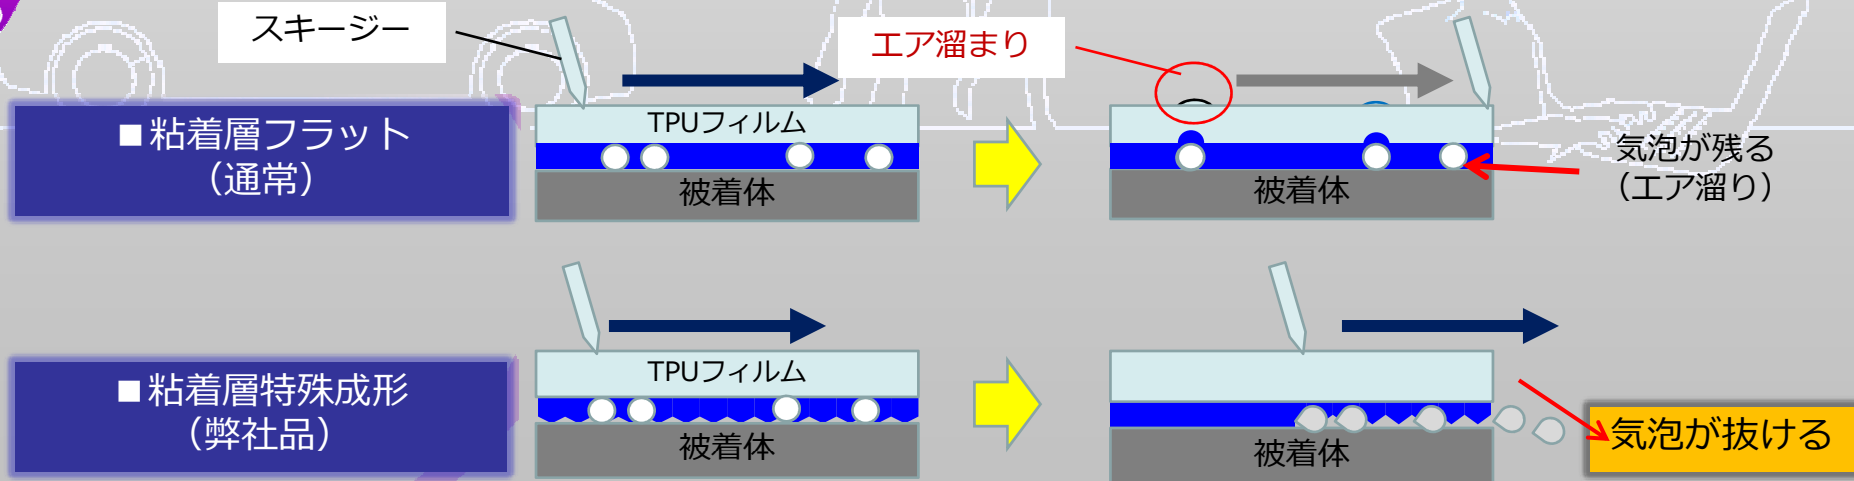 スキージー
エア溜まり
■粘着層フラット
（通常）
TPUフィルム
被着体
被着体
気泡が残る
（エア溜り）
■粘着層特殊成形
（弊社品）
TPUフィルム
被着体
被着体
気泡が抜ける